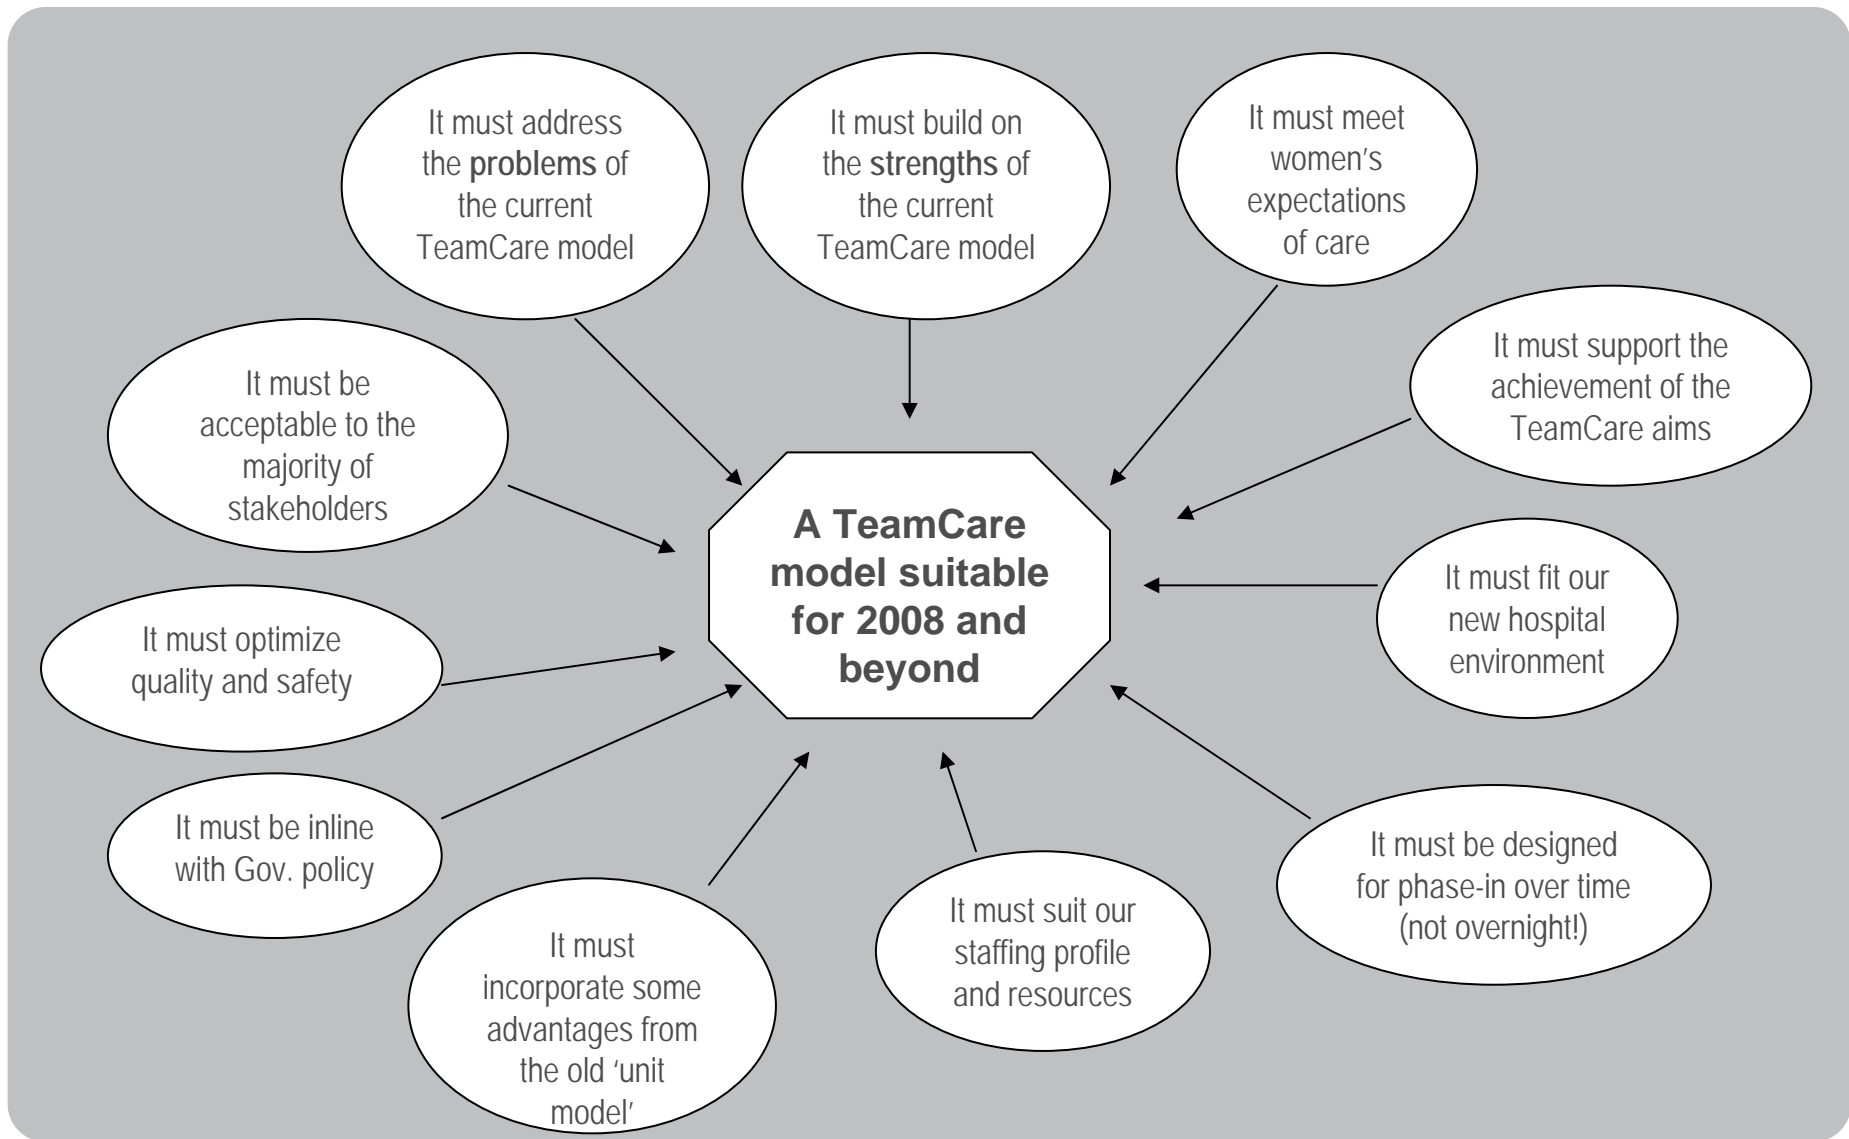 It must address
the problems of
the current
TeamCare model
It must build on
the strengths of
the current
TeamCare model
It must meet
women's
expectations
of care
It must support the
achievement of the
TeamCare aims
It must be
acceptable to the
majority of
stakeholders
A TeamCare
model suitable
for 2008 and
beyond
It must fit our
new hospital
environment
It must optimize
quality and safety
It must be inline
with Gov. policy
It must be designed
for phase-in over time
(not overnight!)
It must
incorporate some
advantages from
the old ‘unit
model’
It must suit our
staffing profile
and resources